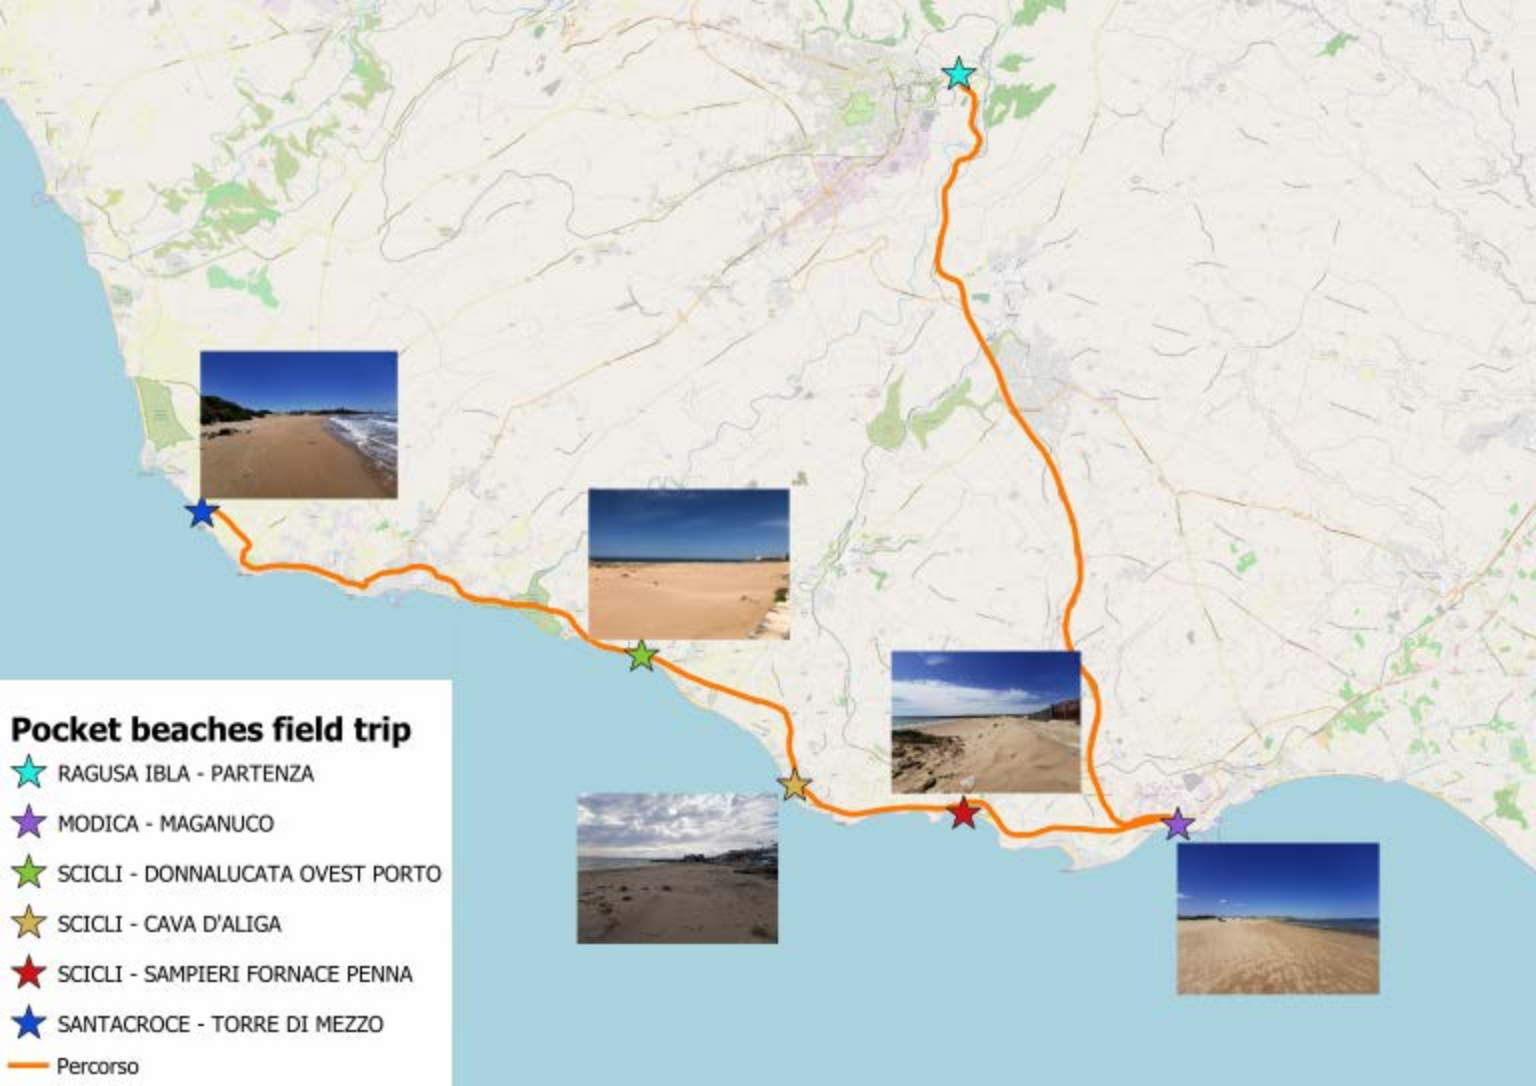 Pocket beaches field trip
RAGUSA IBLA - PARTENZA
MODICA - MAGANUCO
SCICLI - DONNALUCATA OVEST PORTO
SCICLI - CAVA D'ALIGA
SCICLI - SAMPIERI FORNACE PENNA
SANTACROCE - TORRE DI MEZZO
Percorso